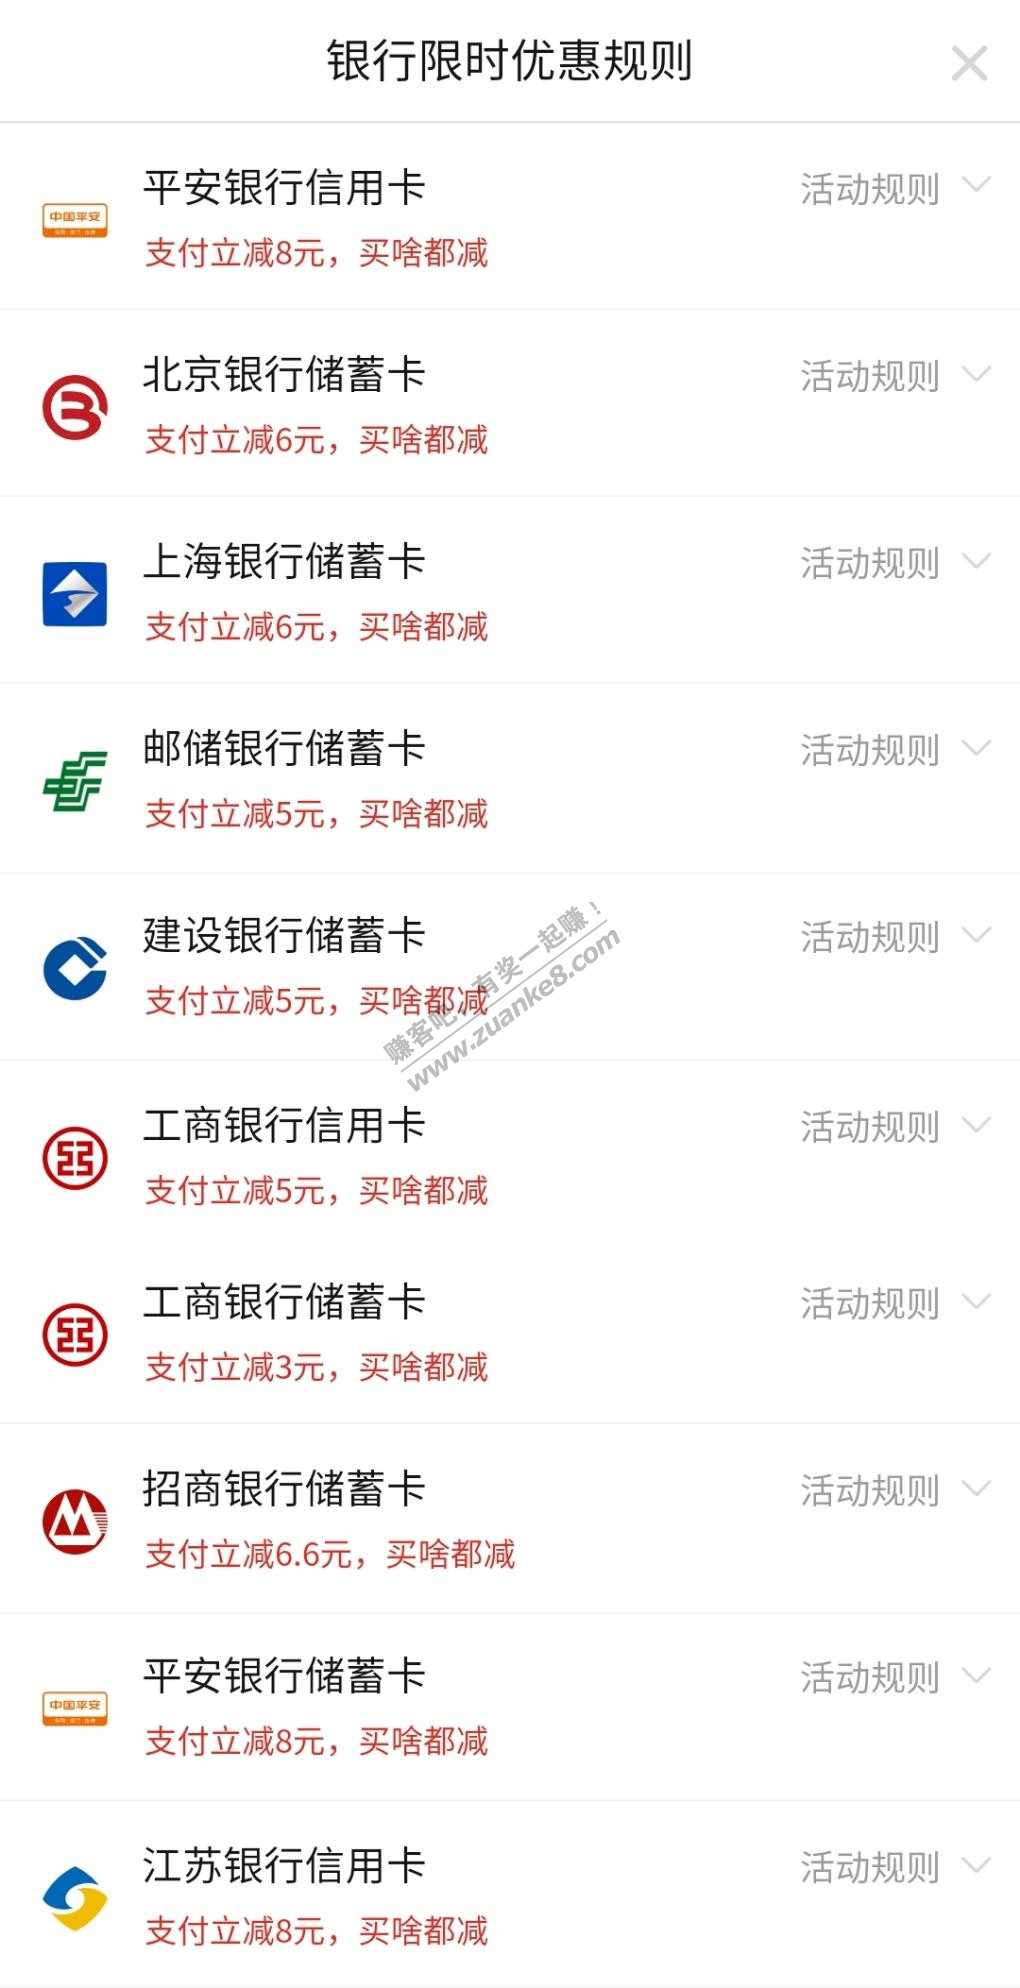 银行限时优惠规则
平安银行信用卡
活动规则
中国平安
支付立减8元，买啥都减
北京银行储蓄卡
活动规则
支付立减6元，买啥都减
上海银行储蓄卡
活动规则
支付立减6元，买啥都减
邮储银行储蓄卡
活动规则
支付立减5元，买啥都减
建设银行储蓄卡
活动规则
支付立减5元，买啥都减
赚客吧，有奖一起赚！
www.zuanke8.com
工商银行信用卡
活动规则
支付立减5元，买啥都减
工商银行储蓄卡
活动规则
支付立减3元，买啥都减
招商银行储蓄卡
活动规则
支付立减6.6元，买啥都减
平安银行储蓄卡
活动规则
中国平安
支付立减8元，买啥都减
江苏银行信用卡
活动规则
支付立减8元，买啥都减